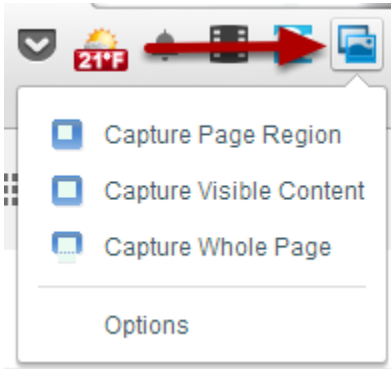 21°F
Capture Page Region
Capture Visible Content
Capture Whole Page
Options